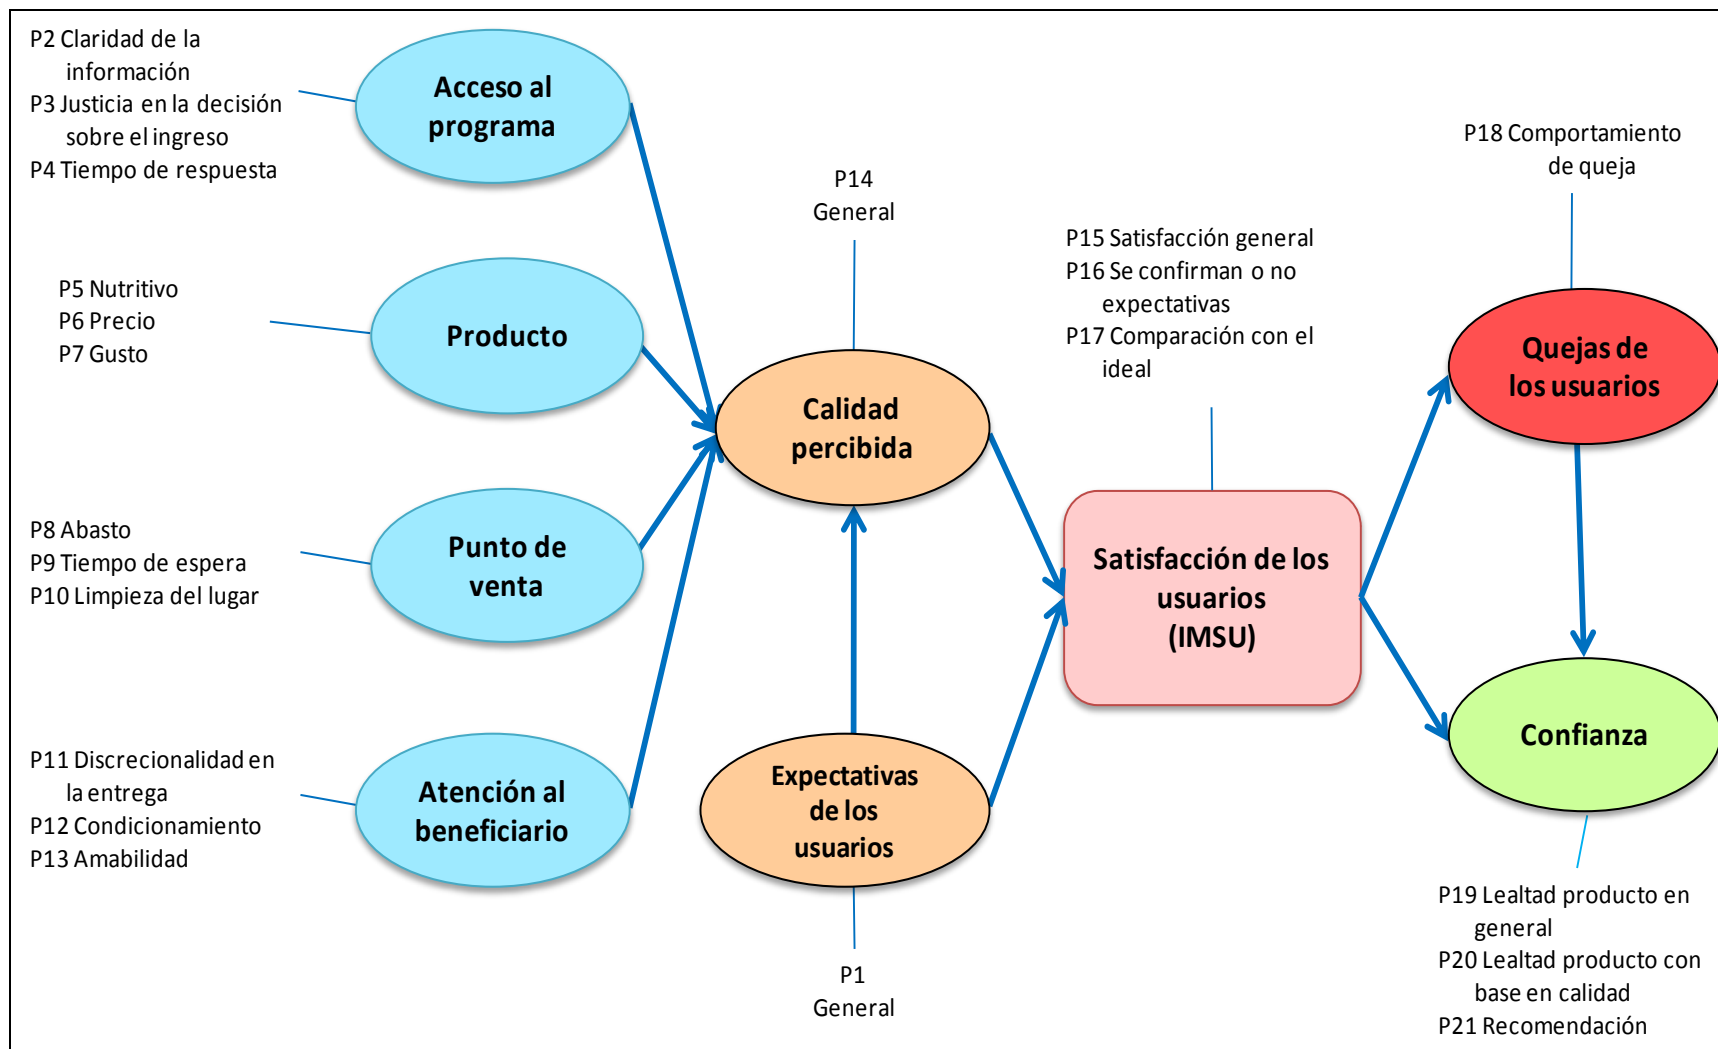 P2 Claridad de la
información
P3 Justicia en la decisión
sobre el ingreso
P4 Tiempo de respuesta
Acceso al
programa
P5 Nutritivo
P6 Precio
P7 Gusto
Producto
P8 Abasto
P9 Tiempo de espera
P10 Limpieza del lugar
Punto de
venta
P11 Discrecionalidad en
la entrega
P12 Condicionamiento
P13 Amabilidad
Atención al
beneficiario
P14
General
Calidad
percibida
Expectativas
de los
usuarios
P1
General
P15 Satisfacción general
P16 Se confirman o no
expectativas
P17 Comparación con el
ideal
Satisfacción de los
usuarios
(IMSU)
P18 Comportamiento
de queja
Quejas de
los usuarios
Confianza
P19 Lealtad producto en
general
P20 Lealtad producto con
base en calidad
P21 Recomendación